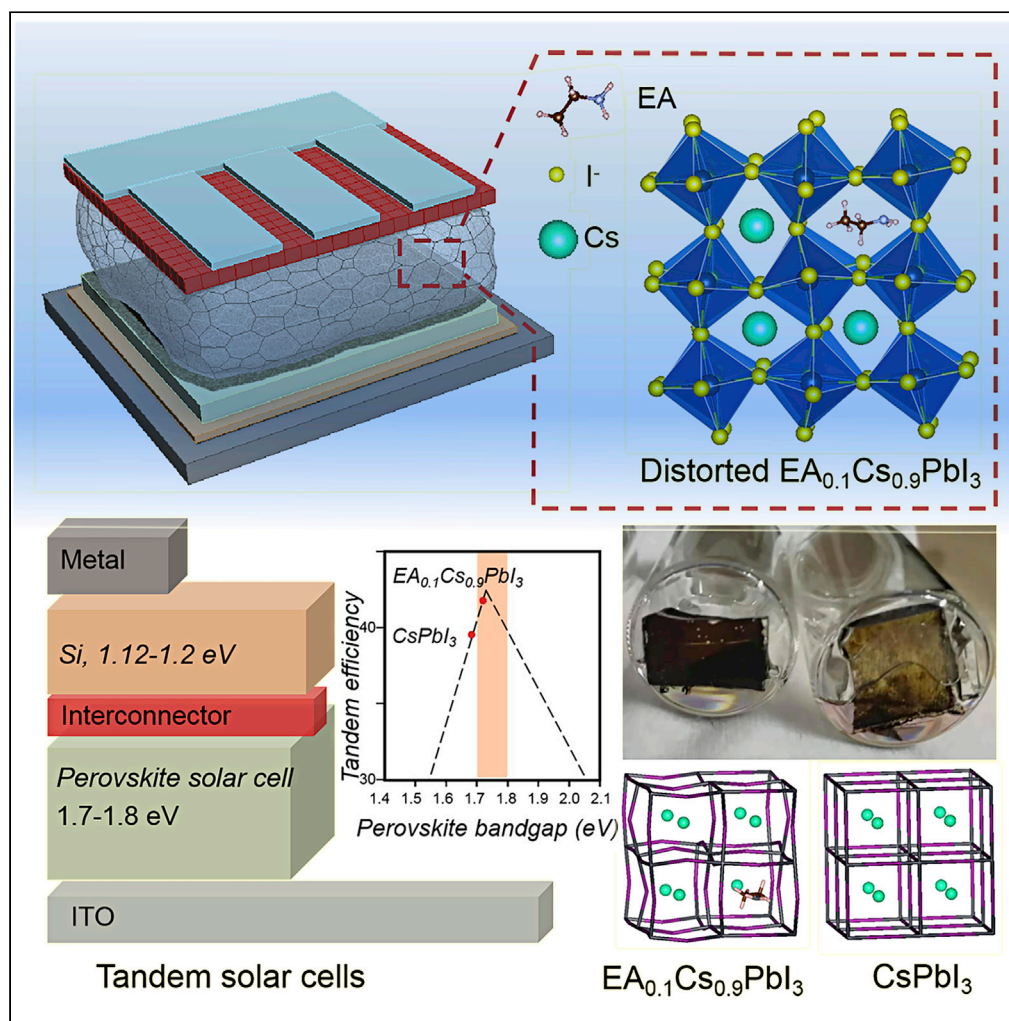 EA
I⁻
Cs
Distorted EA₀.₁Cs₀.₉PbI₃
Metal
Si, 1.12-1.2 eV
Interconnector
Perovskite solar cell
1.7-1.8 eV
ITO
Tandem solar cells
Tandem efficiency
EA₀.₁Cs₀.₉PbI₃
40
CsPbI₃
30
1.4 1.5 1.6 1.7 1.8 1.9 2.0 2.1
Perovskite bandgap (eV)
EA₀.₁Cs₀.₉PbI₃
CsPbI₃